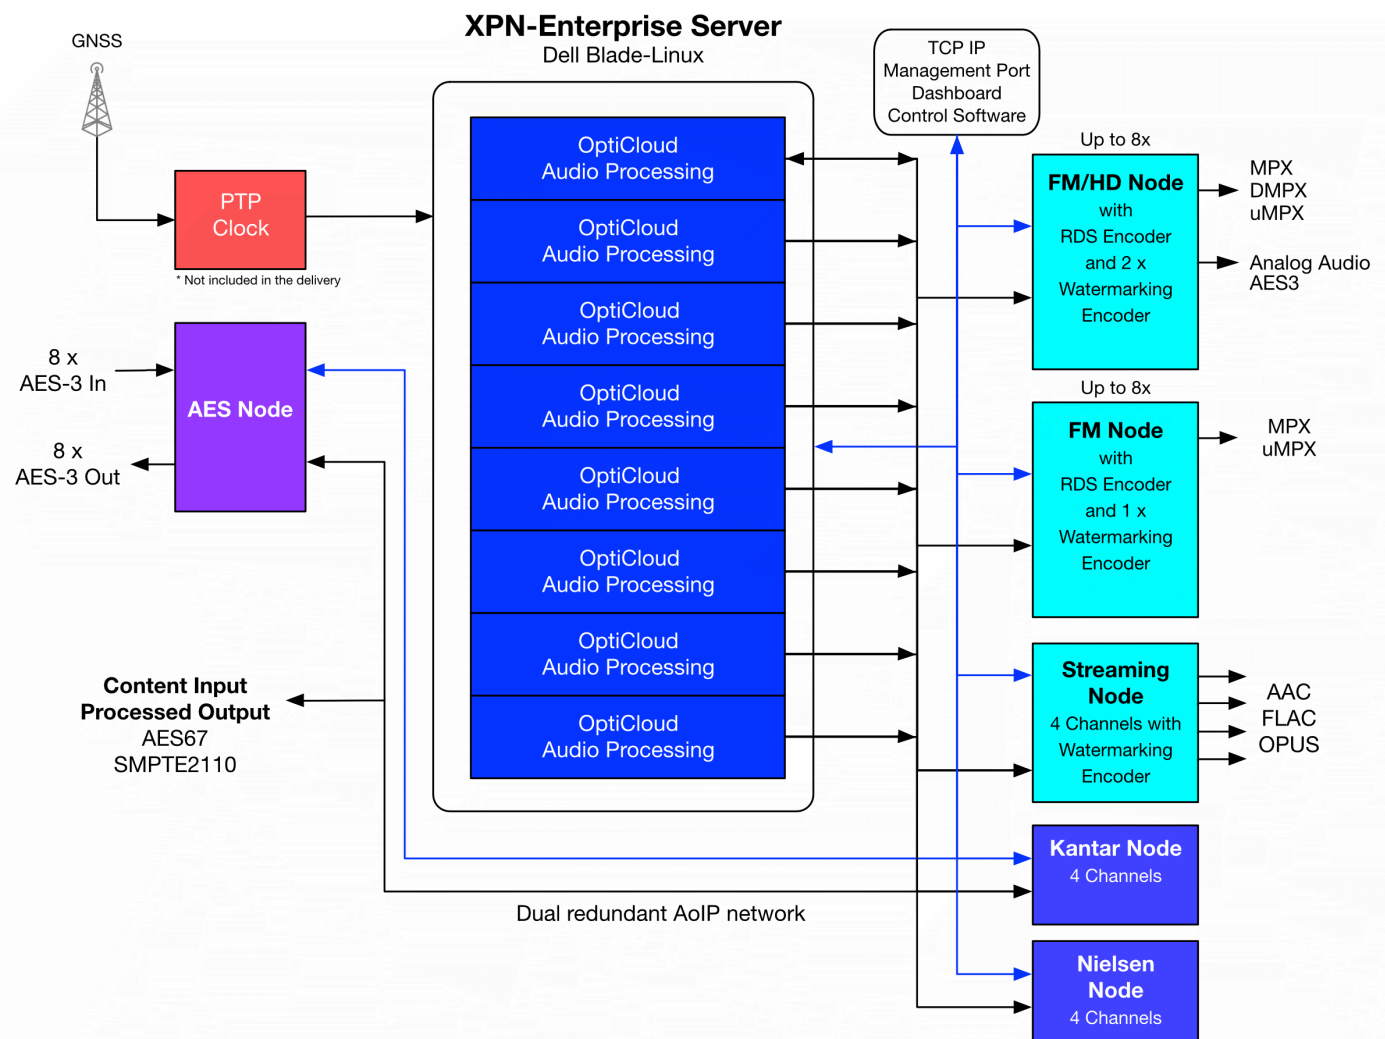 XPN-Enterprise Server
Dell Blade-Linux
GNSS
PTP
Clock
* Not included in the delivery
8 x
AES-3 In
AES Node
8 x
AES-3 Out
Content Input
Processed Output
AES67
SMPTE2110
OptiCloud
Audio Processing
OptiCloud
Audio Processing
OptiCloud
Audio Processing
OptiCloud
Audio Processing
OptiCloud
Audio Processing
OptiCloud
Audio Processing
OptiCloud
Audio Processing
OptiCloud
Audio Processing
Dual redundant AoIP network
TCP IP
Management Port
Dashboard
Control Software
Up to 8x
FM/HD Node
with
RDS Encoder
and 2 x
Watermarking
Encoder
MPX
DMPX
uMPX
Analog Audio
AES3
Up to 8x
FM Node
with
RDS Encoder
and 1 x
Watermarking
Encoder
MPX
uMPX
Streaming
Node
4 Channels with
Watermarking
Encoder
AAC
FLAC
OPUS
Kantar Node
4 Channels
Nielsen
Node
4 Channels